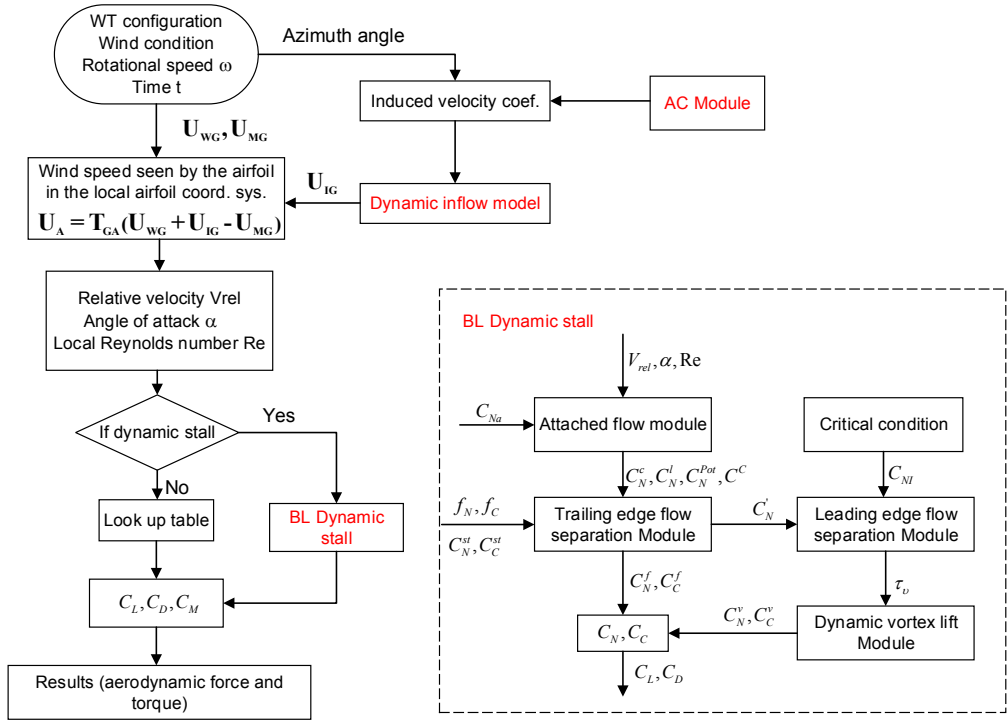 WT configuration
Wind condition
Rotational speed ω
Time t
Azimuth angle
Induced velocity coef.
AC Module
U_WG, U_MG
Wind speed seen by the airfoil
in the local airfoil coord. sys.
U_A = T_GA(U_WG + U_IG - U_MG)
U_IG
Dynamic inflow model
Relative velocity Vrel
Angle of attack α
Local Reynolds number Re
If dynamic stall
Yes
No
Look up table
BL Dynamic
stall
C_L, C_D, C_M
Results (aerodynamic force and
torque)
BL Dynamic stall
V_rel, α, Re
C_Na
Attached flow module
Critical condition
C_N^c, C_N^l, C_N^Pot, C^C
C_NI
f_N, f_C
C_N^st, C_C^st
Trailing edge flow
separation Module
C_N^'
Leading edge flow
separation Module
C_N^f, C_C^f
τ_υ
C_N, C_C
C_N^v, C_C^v
Dynamic vortex lift
Module
C_L, C_D